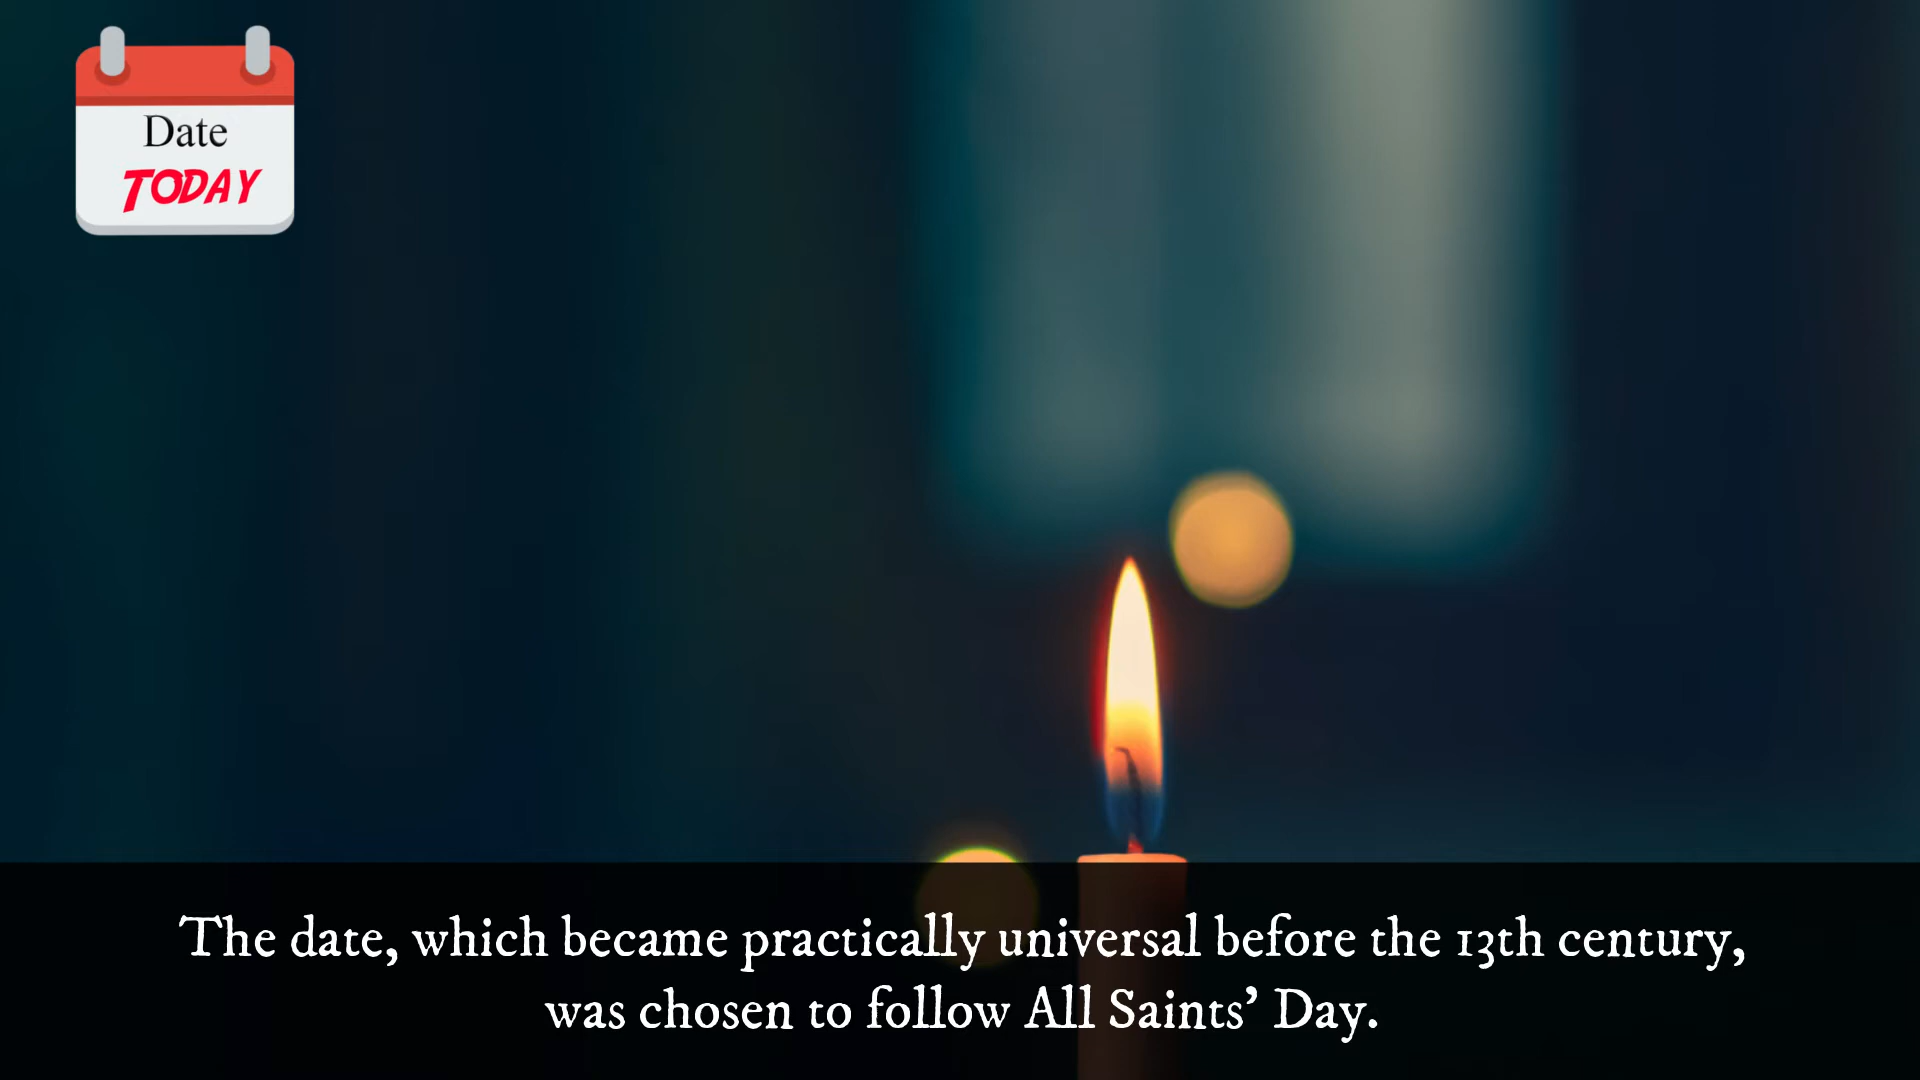 Date
TODAY
The date, which became practically universal before the 13th century,
was chosen to follow All Saints’ Day.